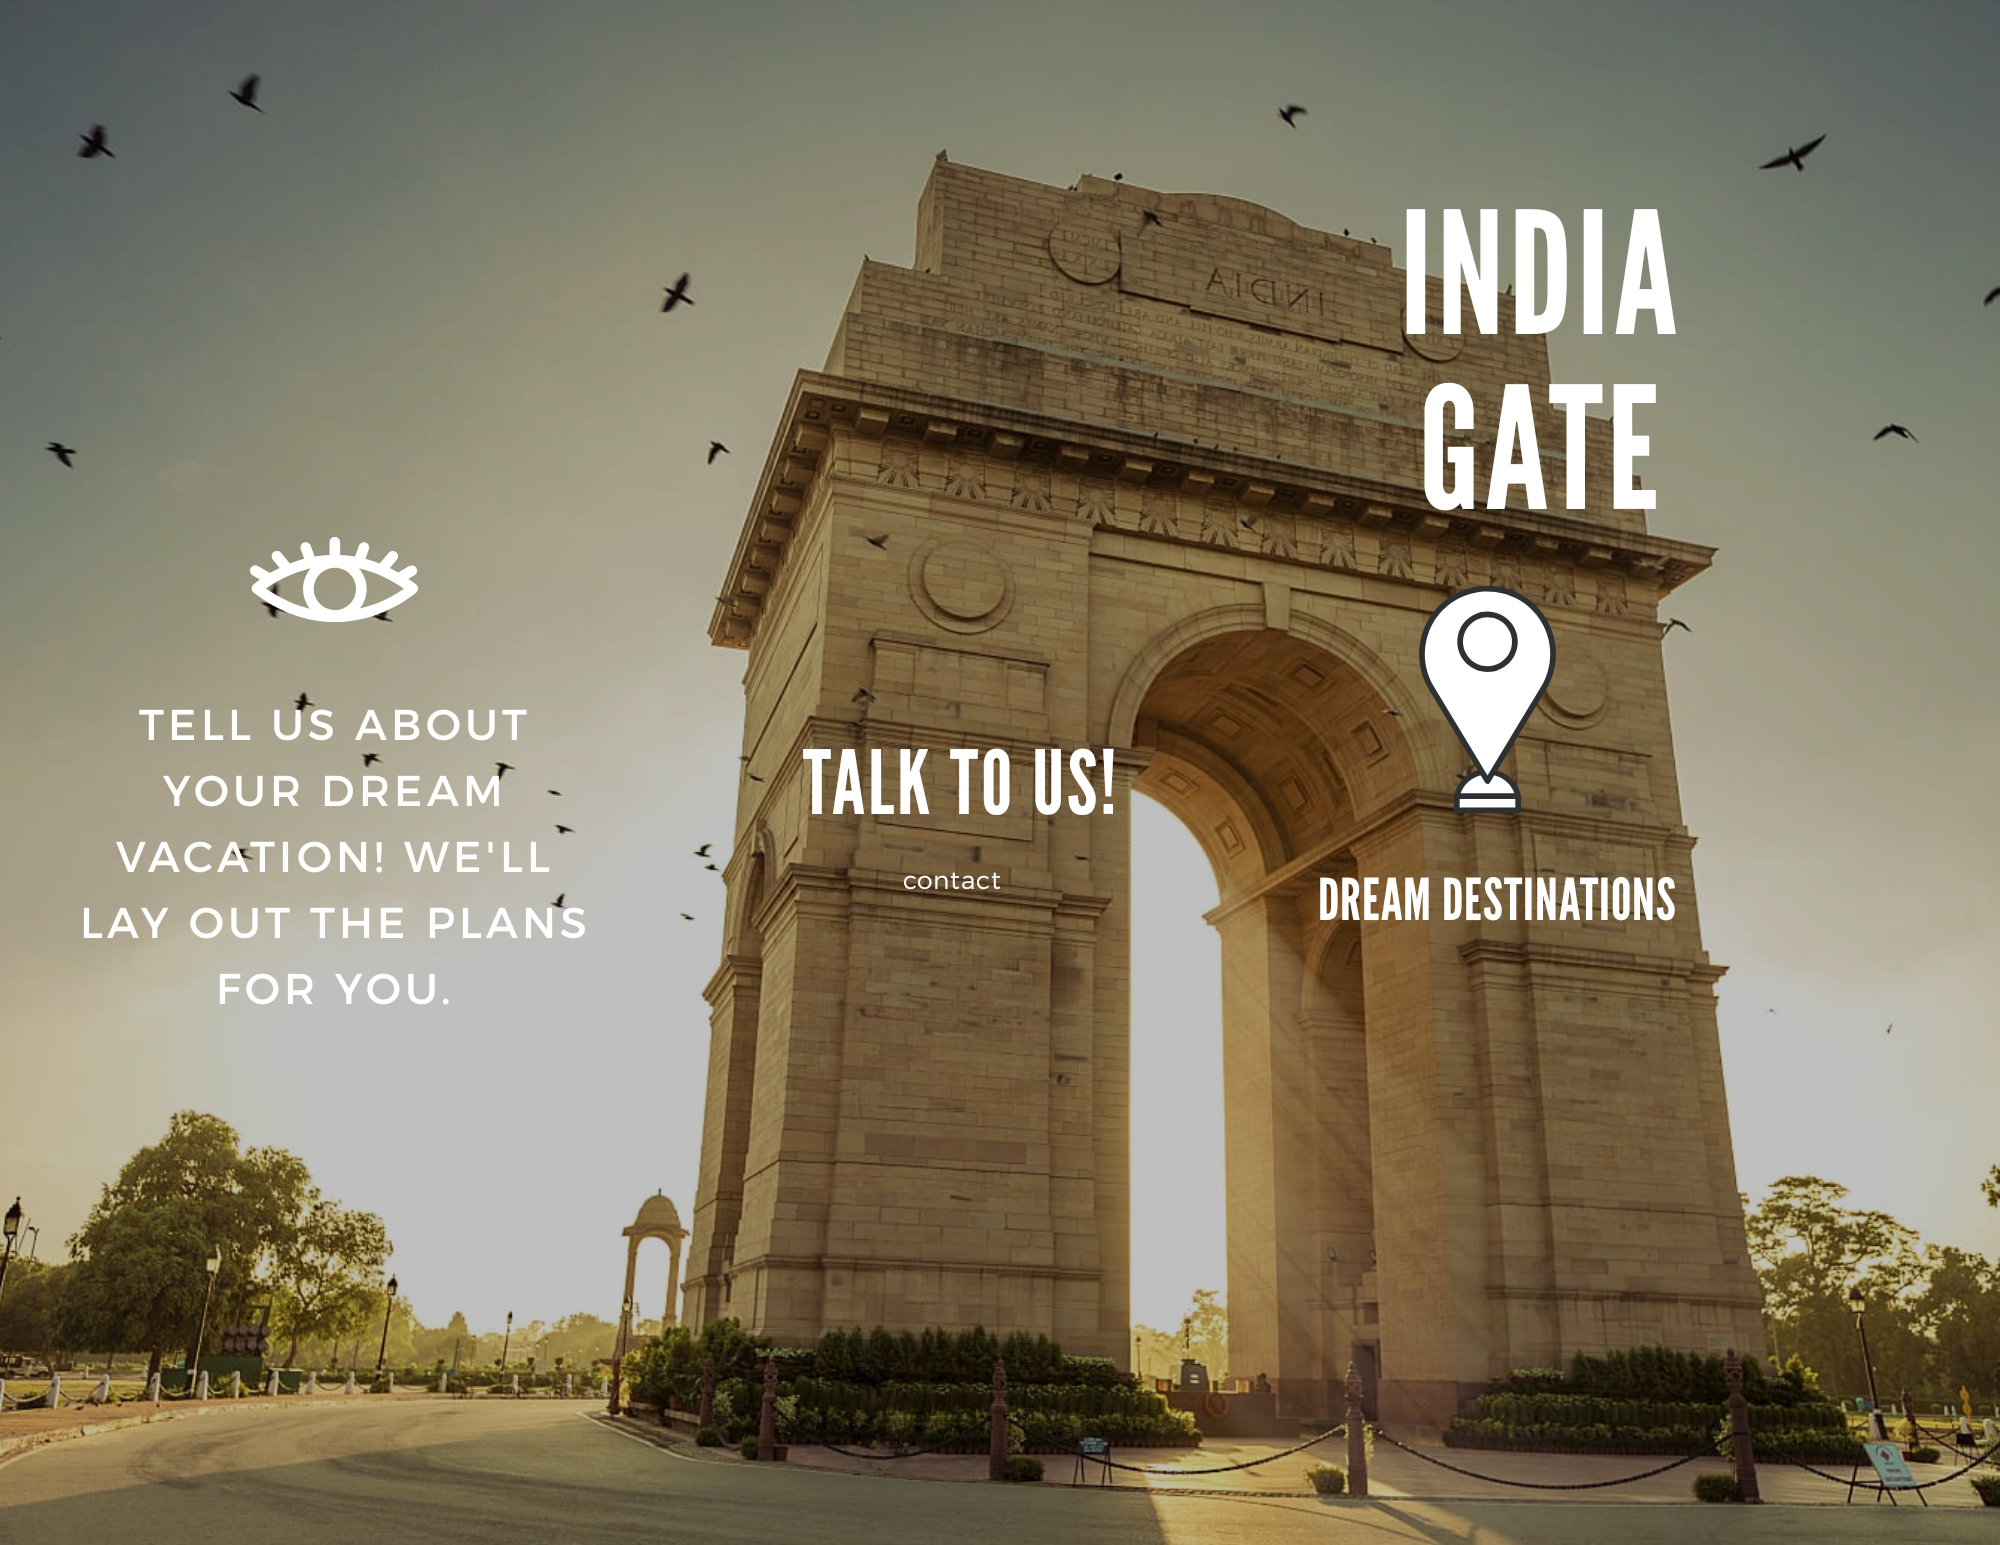 TELL US ABOUT
YOUR DREAM
VACATION! WE'LL
LAY OUT THE PLANS
FOR YOU.
TALK TO US!
contact
INDIA
GATE
DREAM DESTINATIONS
INDIA